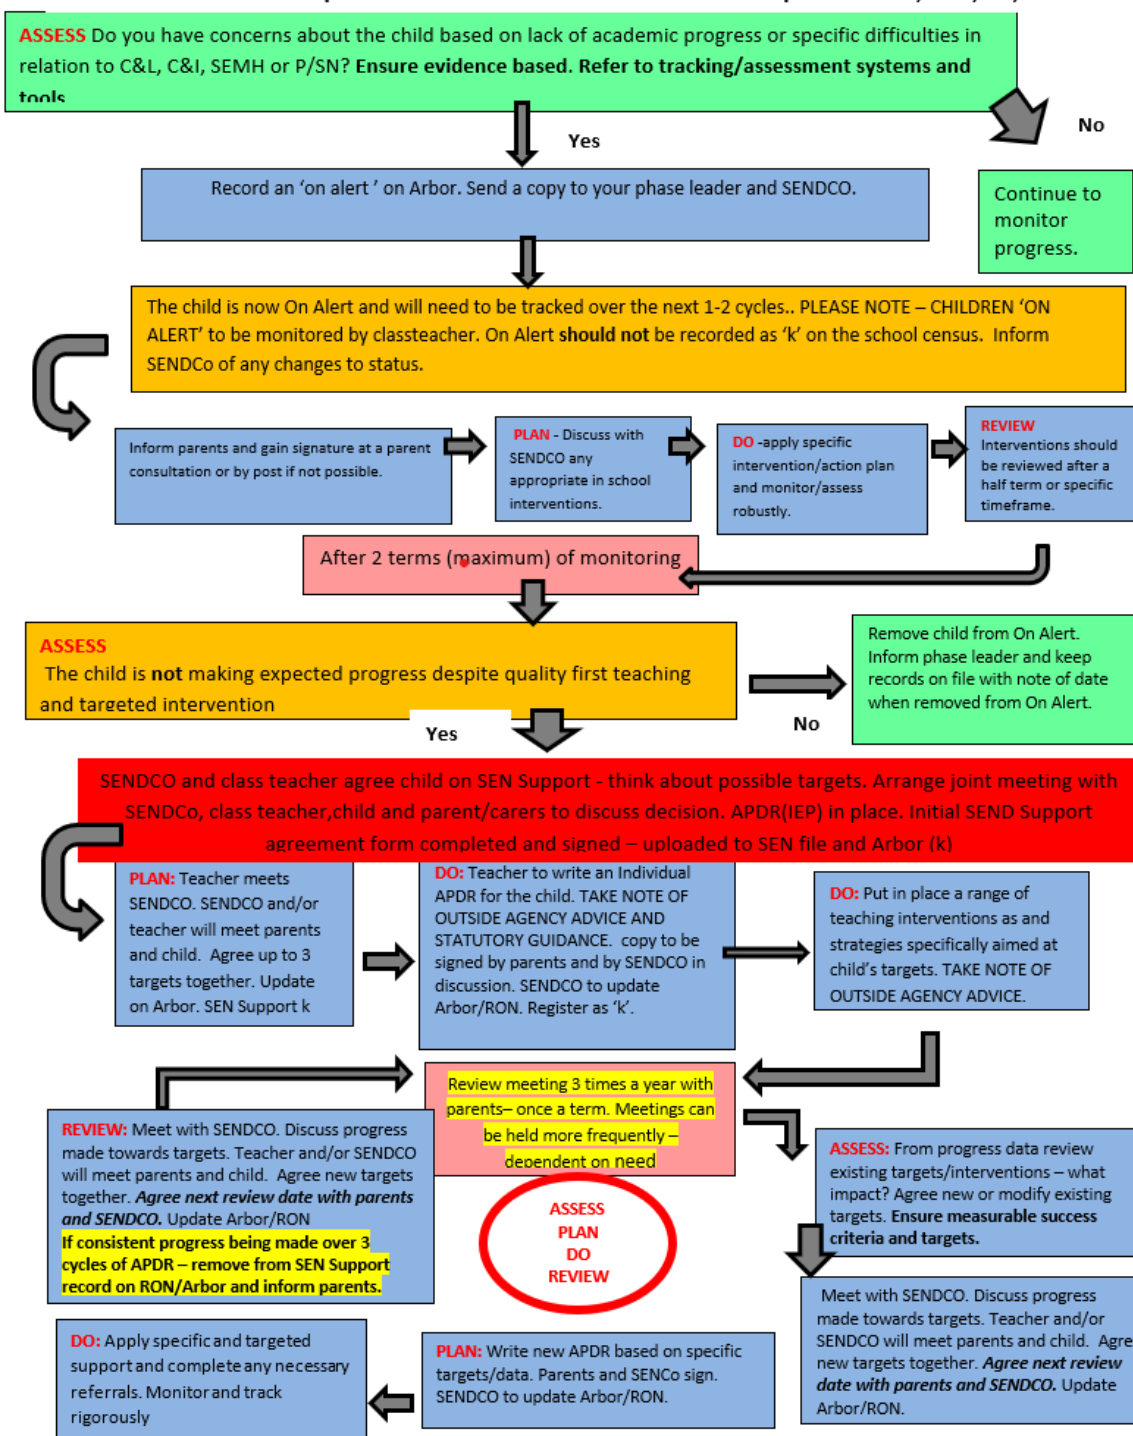 ASSESS Do you have concerns about the child based on lack of academic progress or specific difficulties in
relation to C&L, C&I, SEMH or P/SN? Ensure evidence based. Refer to tracking/assessment systems and
tools
Yes
No
Record an ‘on alert ’ on Arbor. Send a copy to your phase leader and SENDCO.
Continue to
monitor
progress.
The child is now On Alert and will need to be tracked over the next 1-2 cycles.. PLEASE NOTE – CHILDREN ‘ON
ALERT’ to be monitored by classteacher. On Alert should not be recorded as ‘k’ on the school census.  Inform
SENDCo of any changes to status.
Inform parents and gain signature at a parent
consultation or by post if not possible.
PLAN - Discuss with
SENDCO any
appropriate in school
interventions.
DO -apply specific
intervention/action plan
and monitor/assess
robustly.
REVIEW
Interventions should
be reviewed after a
half term or specific
timeframe.
After 2 terms (maximum) of monitoring
ASSESS
The child is not making expected progress despite quality first teaching
and targeted intervention
Yes
No
Remove child from On Alert.
Inform phase leader and keep
records on file with note of date
when removed from On Alert.
SENDCO and class teacher agree child on SEN Support - think about possible targets. Arrange joint meeting with
SENDCo, class teacher,child and parent/carers to discuss decision. APDR(IEP) in place. Initial SEND Support
agreement form completed and signed – uploaded to SEN file and Arbor (k)
PLAN: Teacher meets
SENDCO. SENDCO and/or
teacher will meet parents
and child.  Agree up to 3
targets together. Update
on Arbor. SEN Support k
DO: Teacher to write an Individual
APDR for the child. TAKE NOTE OF
OUTSIDE AGENCY ADVICE AND
STATUTORY GUIDANCE.  copy to be
signed by parents and by SENDCO in
discussion. SENDCO to update
Arbor/RON. Register as ‘k’.
DO: Put in place a range of
teaching interventions as and
strategies specifically aimed at
child’s targets. TAKE NOTE OF
OUTSIDE AGENCY ADVICE.
Review meeting 3 times a year with
parents– once a term. Meetings can
be held more frequently –
dependent on need
REVIEW: Meet with SENDCO. Discuss progress
made towards targets. Teacher and/or SENDCO
will meet parents and child.  Agree new targets
together. Agree next review date with parents
and SENDCO. Update Arbor/RON
If consistent progress being made over 3
cycles of APDR – remove from SEN Support
record on RON/Arbor and inform parents.
ASSESS
PLAN
DO
REVIEW
ASSESS: From progress data review
existing targets/interventions – what
impact? Agree new or modify existing
targets. Ensure measurable success
criteria and targets.
Meet with SENDCO. Discuss progress
made towards targets. Teacher and/or
SENDCO will meet parents and child.  Agre
new targets together. Agree next review
date with parents and SENDCO. Update
Arbor/RON.
PLAN: Write new APDR based on specific
targets/data. Parents and SENCo sign.
SENDCO to update Arbor/RON.
DO: Apply specific and targeted
support and complete any necessary
referrals. Monitor and track
rigorously